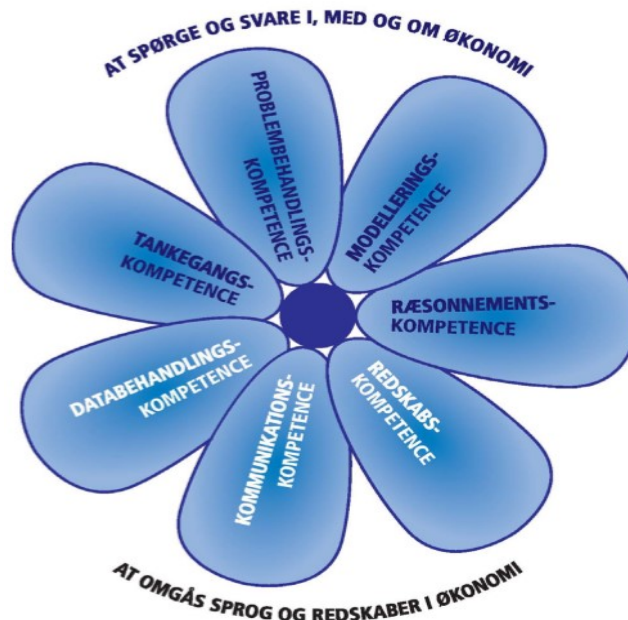 AT SPØRGE OG SVARE I, MED OG OM ØKONOMI
PROBLEMBEHANDLINGS-
KOMPETENCE
MODELLERINGS-
KOMPETENCE
TANKEGANGS-
KOMPETENCE
RÆSONNEMENTS-
KOMPETENCE
DATABEHANDLINGS-
KOMPETENCE
KOMMUNIKATIONS-
KOMPETENCE
REDSKABS-
KOMPETENCE
AT OMGÅS SPROG OG REDSKABER I ØKONOMI